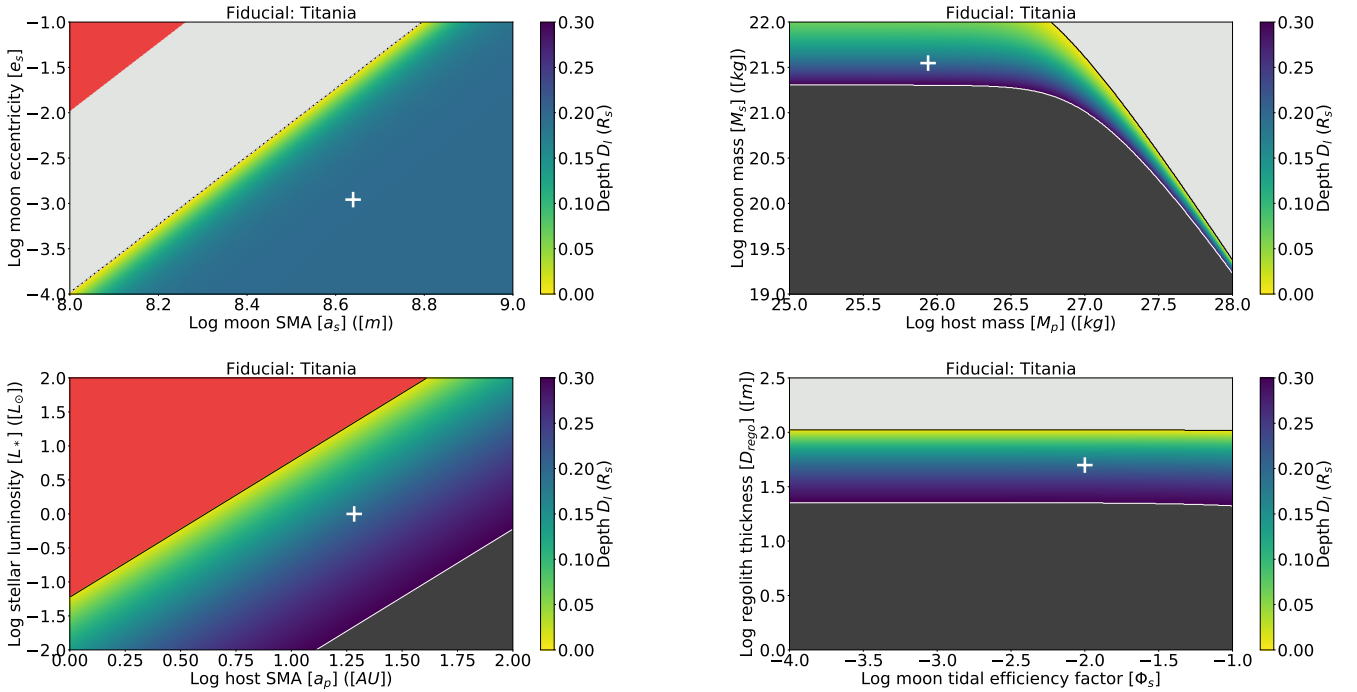 Fiducial: Titania
Log moon eccentricity [e_s]
−1.0
−1.5
−2.0
−2.5
−3.0
−3.5
−4.0
8.0 8.2 8.4 8.6 8.8 9.0
Log moon SMA [a_s] ([m])
0.30
0.25
0.20
0.15
0.10
0.05
0.00
Depth D_l (R_s)
Fiducial: Titania
Log moon mass [M_s] ([kg])
22.0
21.5
21.0
20.5
20.0
19.5
19.0
25.0 25.5 26.0 26.5 27.0 27.5 28.0
Log host mass [M_p] ([kg])
0.30
0.25
0.20
0.15
0.10
0.05
0.00
Depth D_l (R_s)
Fiducial: Titania
Log stellar luminosity [L_*] ([L_⊙])
2.0
1.5
1.0
0.5
0.0
−0.5
−1.0
−1.5
−2.0
0.00 0.25 0.50 0.75 1.00 1.25 1.50 1.75 2.00
Log host SMA [a_p] ([AU])
0.30
0.25
0.20
0.15
0.10
0.05
0.00
Depth D_l (R_s)
Fiducial: Titania
Log regolith thickness [D_{rego}] ([m])
2.5
2.0
1.5
1.0
0.5
0.0
−4.0 −3.5 −3.0 −2.5 −2.0 −1.5 −1.0
Log moon tidal efficiency factor [Φ_s]
0.30
0.25
0.20
0.15
0.10
0.05
0.00
Depth D_l (R_s)